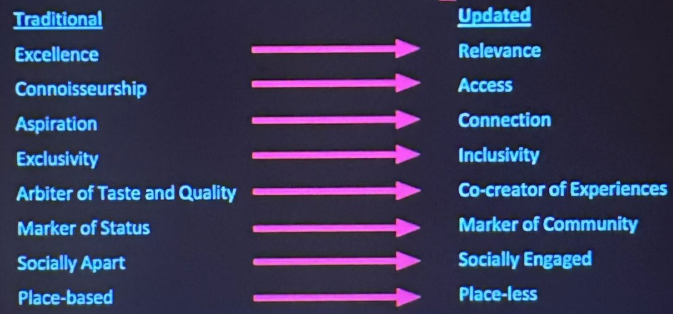 Traditional Updated
Excellence Relevance
Connoisseurship Access
Aspiration Connection
Exclusivity Inclusivity
Arbiter of Taste and Quality Co-creator of Experiences
Marker of Status Marker of Community
Socially Apart Socially Engaged
Place-based Place-less